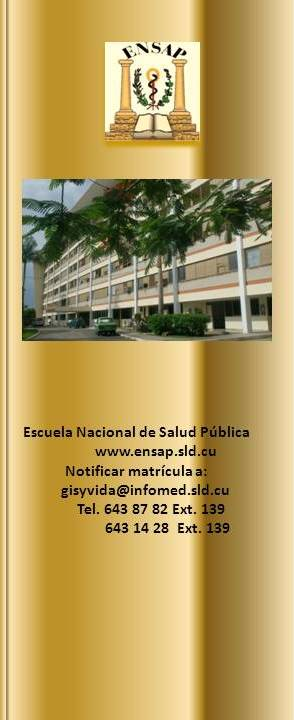 ENSAP
Escuela Nacional de Salud Pública
www.ensap.sld.cu
Notificar matrícula a:
gisyvida@infomed.sld.cu
Tel. 643 87 82 Ext. 139
643 14 28 Ext. 139